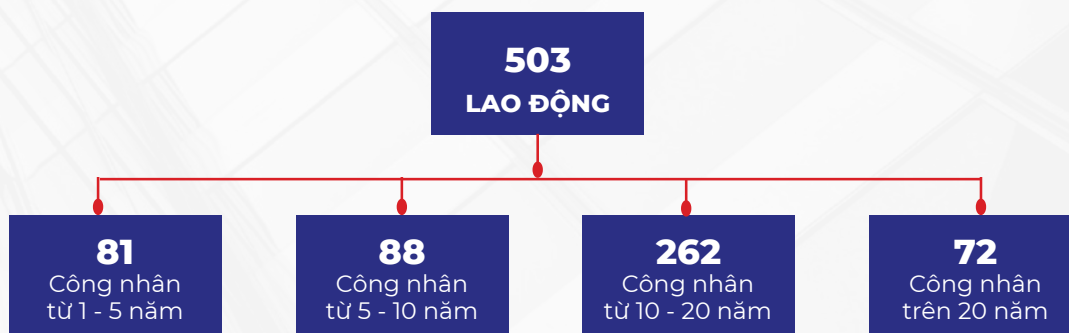 503
LAO ĐỘNG
81
Công nhân
từ 1 - 5 năm
88
Công nhân
từ 5 - 10 năm
262
Công nhân
từ 10 - 20 năm
72
Công nhân
trên 20 năm